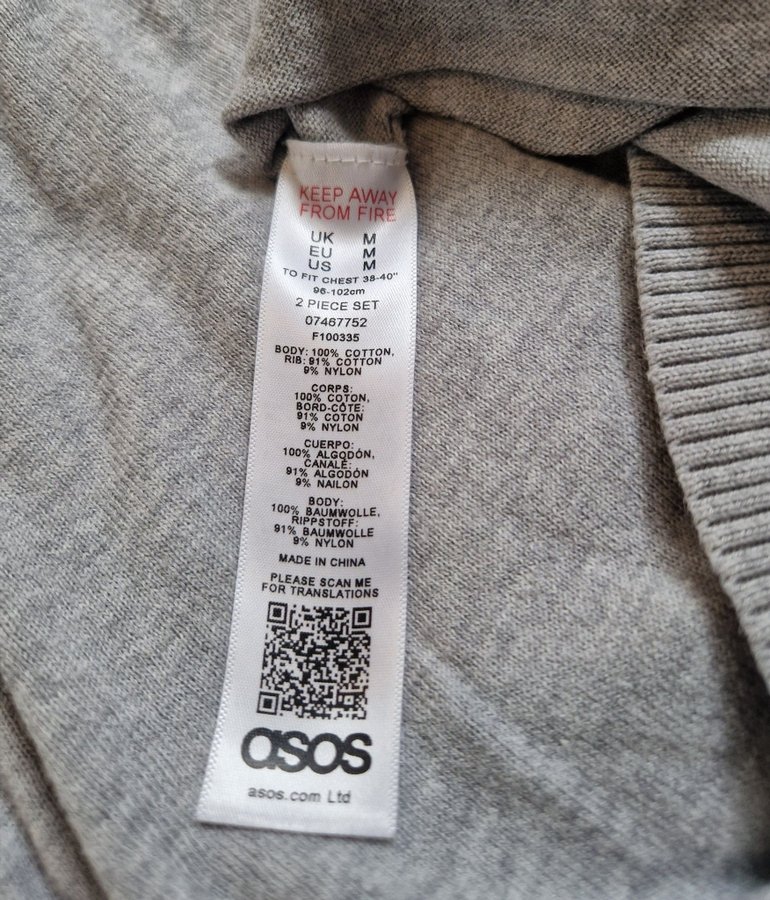 KEEP AWAY
FROM FIRE
UK M
EU M
US M
TO FIT CHEST 38-40"
96-102cm
2 PIECE SET
07467752
F100335
BODY: 100% COTTON,
RIB: 91% COTTON
9% NYLON
CORPS:
100% COTON,
BORD-CÔTE:
91% COTON
9% NYLON
CUERPO:
100% ALGODÓN,
CANALÉ:
91% ALGODÓN
9% NAILON
BODY:
100% BAUMWOLLE,
RIPPSTOFF:
91% BAUMWOLLE
9% NYLON
MADE IN CHINA
PLEASE SCAN ME
FOR TRANSLATIONS
asos
asos.com Ltd